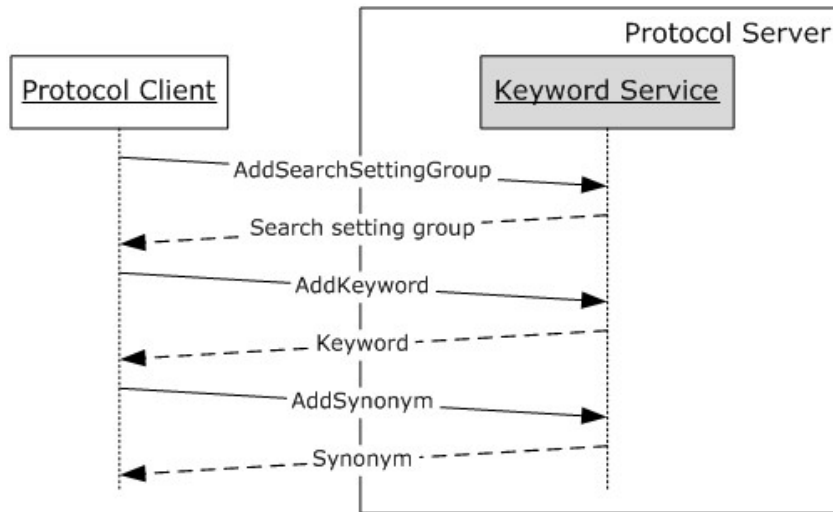 Protocol Server
Protocol Client
Keyword Service
AddSearchSettingGroup
Search setting group
AddKeyword
Keyword
AddSynonym
Synonym